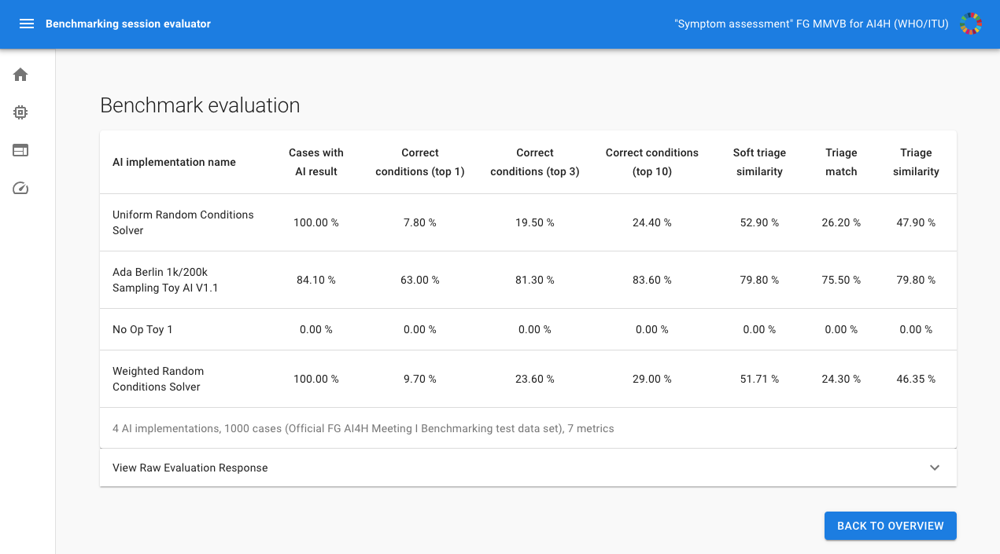 Benchmarking session evaluator
"Symptom assessment" FG MMVB for AI4H (WHO/ITU)
Benchmark evaluation
AI implementation name
Cases with
AI result
Correct
conditions (top 1)
Correct
conditions (top 3)
Correct conditions
(top 10)
Soft triage
similarity
Triage
match
Triage
similarity
Uniform Random Conditions
Solver
100.00 % 7.80 % 19.50 % 24.40 % 52.90 % 26.20 % 47.90 %
Ada Berlin 1k/200k
Sampling Toy AI V1.1
84.10 % 63.00 % 81.30 % 83.60 % 79.80 % 75.50 % 79.80 %
No Op Toy 1 0.00 % 0.00 % 0.00 % 0.00 % 0.00 % 0.00 % 0.00 %
Weighted Random
Conditions Solver
100.00 % 9.70 % 23.60 % 29.00 % 51.71 % 24.30 % 46.35 %
4 AI implementations, 1000 cases (Official FG AI4H Meeting I Benchmarking test data set), 7 metrics
View Raw Evaluation Response
BACK TO OVERVIEW